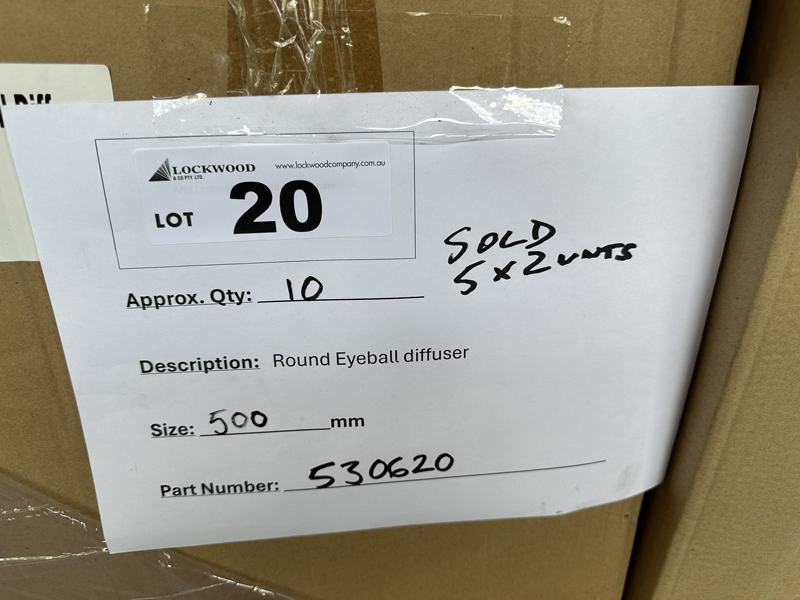 LOCKWOOD www.lockwoodcompany.com.au
& CO PTY. LTD.
LOT 20
SOLD
5 x 2 UNTS
Approx. Qty: 10
Description: Round Eyeball diffuser
Size: 500 mm
Part Number: 530620